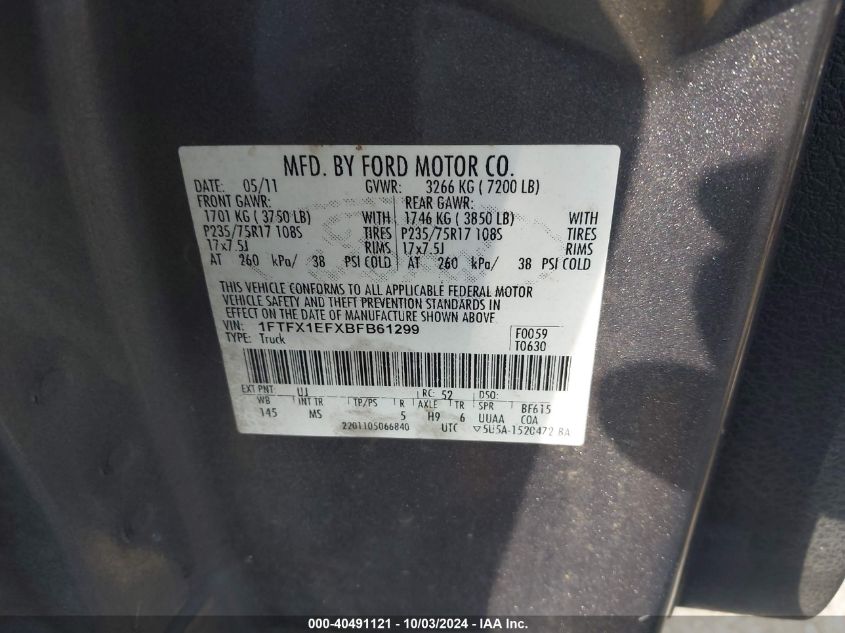 MFD. BY FORD MOTOR CO.
DATE: 05/11 GVWR: 3266 KG ( 7200 LB)
FRONT GAWR: REAR GAWR:
1701 KG ( 3750 LB) WITH 1746 KG ( 3850 LB) WITH
P235/75R17 108S TIRES P235/75R17 108S TIRES
17x7.5J RIMS 17x7.5J RIMS
AT 260 kPa/ 38 PSI COLD AT 260 kPa/ 38 PSI COLD
THIS VEHICLE CONFORMS TO ALL APPLICABLE FEDERAL MOTOR
VEHICLE SAFETY AND THEFT PREVENTION STANDARDS IN
EFFECT ON THE DATE OF MANUFACTURE SHOWN ABOVE.
VIN: 1FTFX1EFXBFB61299 F0059
TYPE: Truck T0630
EXT PNT: UJ RC: 52 DSO:
WB INT TR TP/PS R AXLE TR SPR BF615
145 MS 5 H9 6 UUAA COA
2201105066840 UTC ▽5U5A-1520472-BA
000-40491121 - 10/03/2024 - IAA Inc.